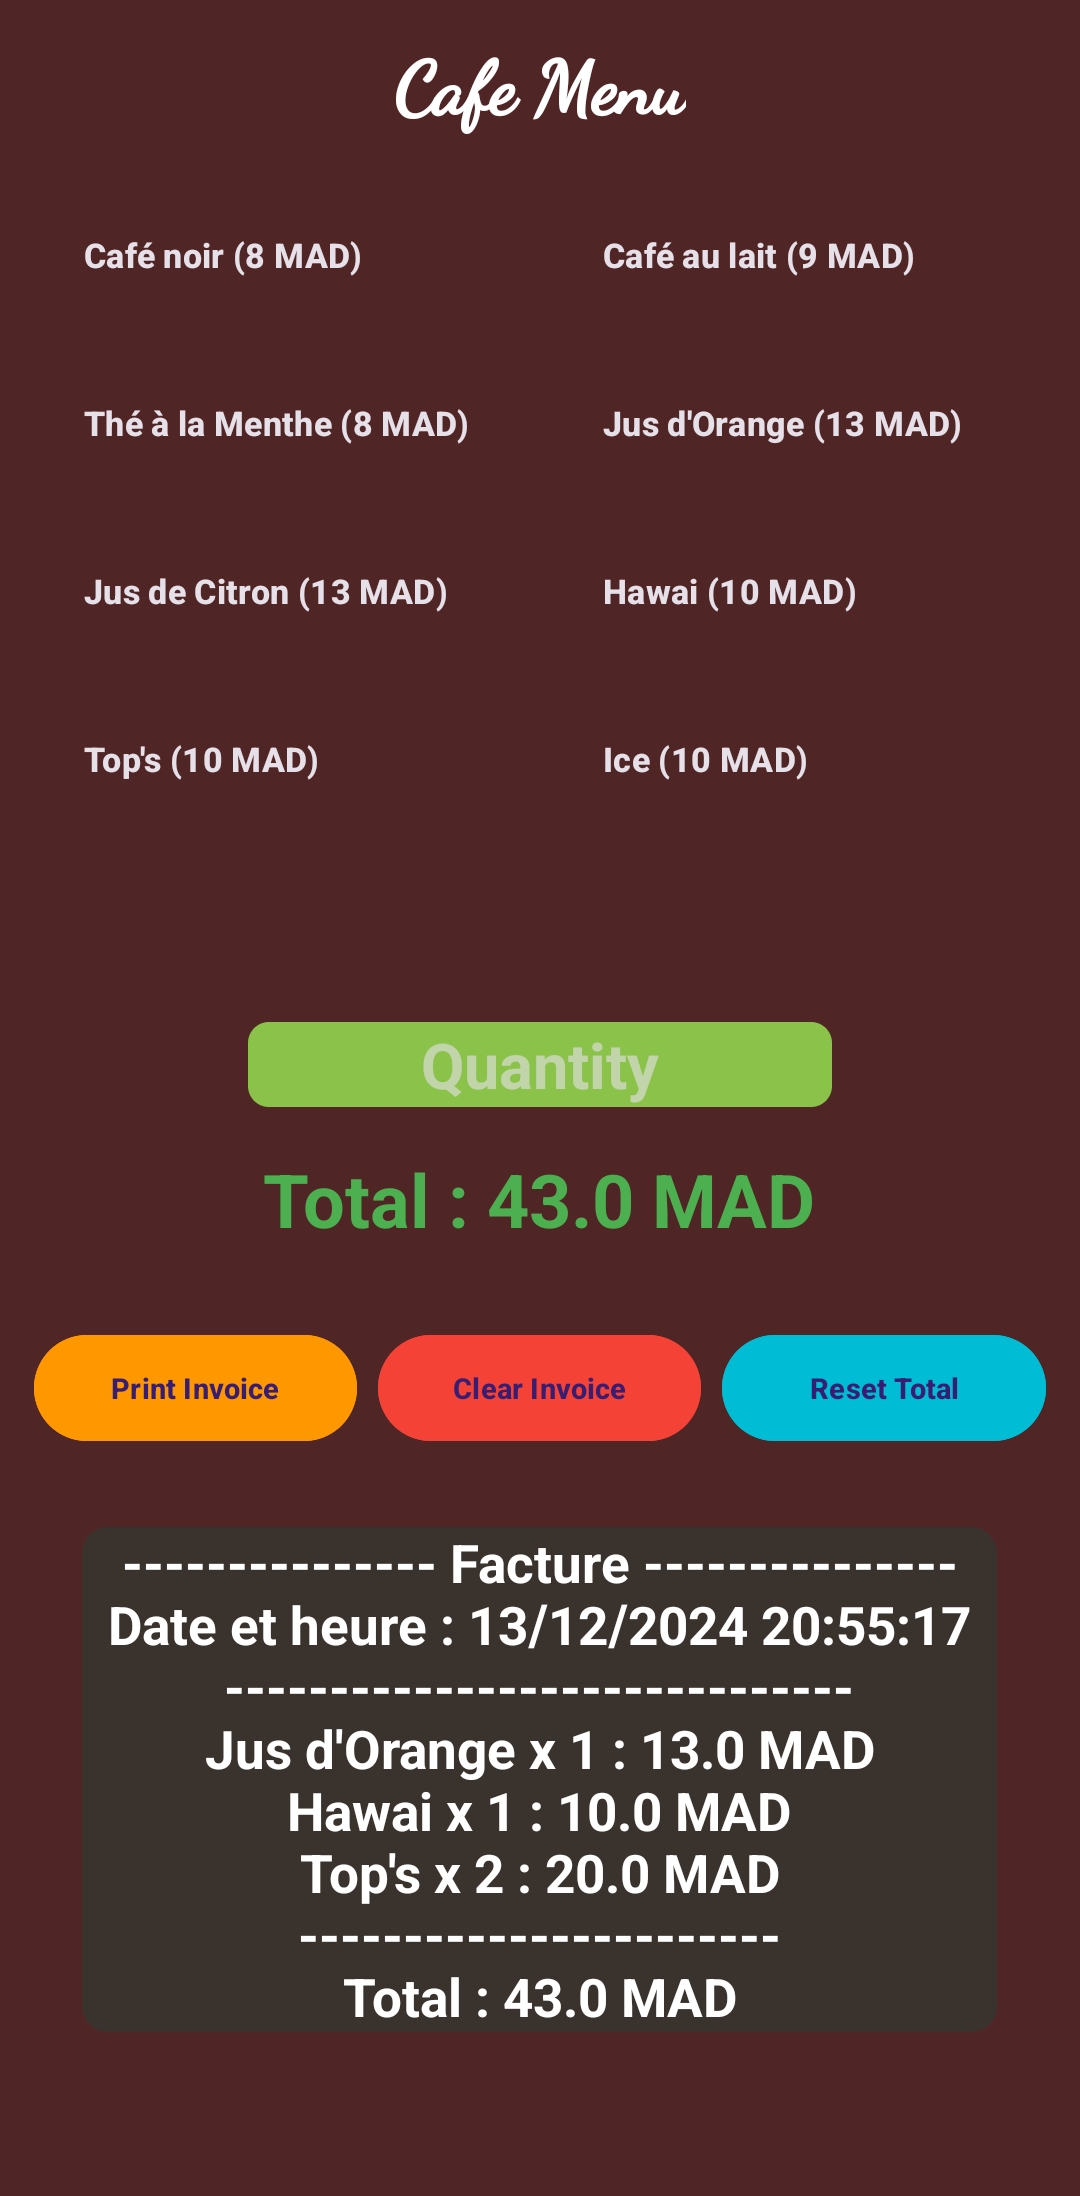 Cafe Menu
Café noir (8 MAD)
Café au lait (9 MAD)
Thé à la Menthe (8 MAD)
Jus d'Orange (13 MAD)
Jus de Citron (13 MAD)
Hawai (10 MAD)
Top's (10 MAD)
Ice (10 MAD)
Quantity
Total : 43.0 MAD
Print Invoice
Clear Invoice
Reset Total
--------------- Facture ---------------
Date et heure : 13/12/2024 20:55:17
------------------------------
Jus d'Orange x 1 : 13.0 MAD
Hawai x 1 : 10.0 MAD
Top's x 2 : 20.0 MAD
-----------------------
Total : 43.0 MAD